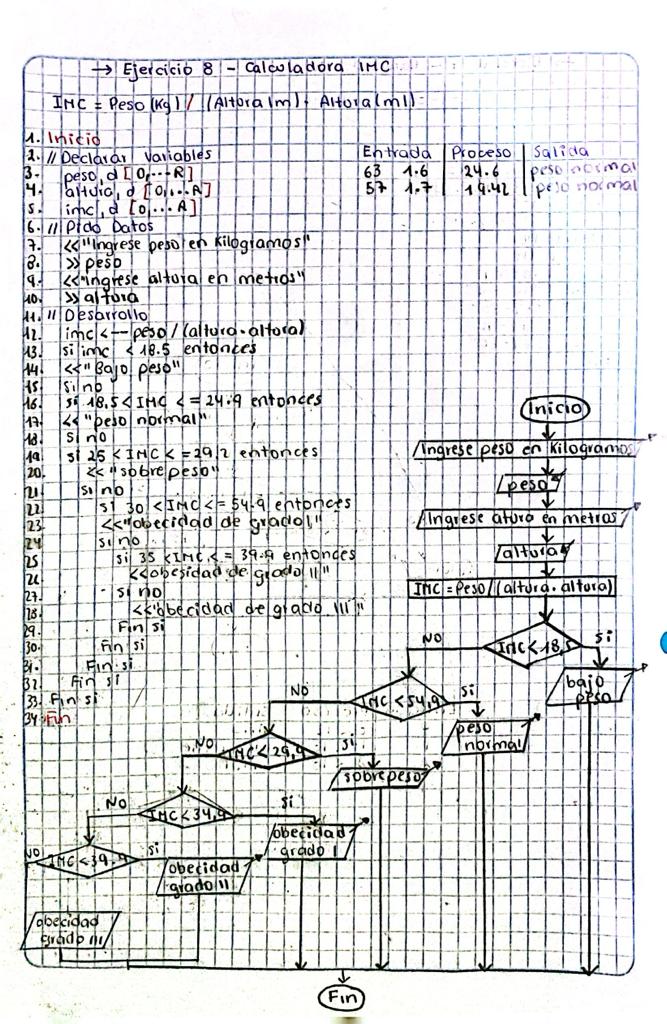 → Ejercicio 8 - Calculadora IMC
IMC = Peso (Kg) / (Altura (m) · Altura (m))
1. Inicio
2. // Declarar variables
3. peso, d [0,...R]
4. altura, d [0,...A]
5. imc, d [0,...A]
6. // Pido Datos
7. <<"Ingrese peso en Kilogramos"
8. >> peso
9. <<"Ingrese altura en metros"
10. >> altura
11. // Desarrollo
12. imc <-- peso / (altura · altura)
13. si imc < 18.5 entonces
14. <<"Bajo peso"
15. si no
16. si 18.5 < IMC <= 24.9 entonces
17. << "peso normal"
18. si no
19. si 25 < IMC <= 29,2 entonces
20. << "sobrepeso"
21. si no
22. si 30 < IMC <= 54.9 entonces
23 <<"obecidad de grado I"
24 si no
25 si 35 < IMC < = 39.9 entonces
26. <<obesidad de grado II"
27. si no
28. <<"obecidad de grado III"
29. Fin si
30. Fin si
31. Fin si
32. Fin si
33. Fin si
34 Fin
Entrada Proceso Salida
63 1.6 24.6 peso normal
57 1.7 19.42 peso normal
Inicio
Ingrese peso en Kilogramos
peso
Ingrese atura en metros
altura
IMC = Peso / (altura · altura)
NO IMC < 18,5 si
bajo
peso
NO IMC < 54,9 si
peso
normal
NO IMC < 29,9 si
sobrepeso
NO IMC < 34,9 si
obecidad
grado I
NO IMC < 39.9 si
obecidad
grado II
obecidad
grado III
Fin